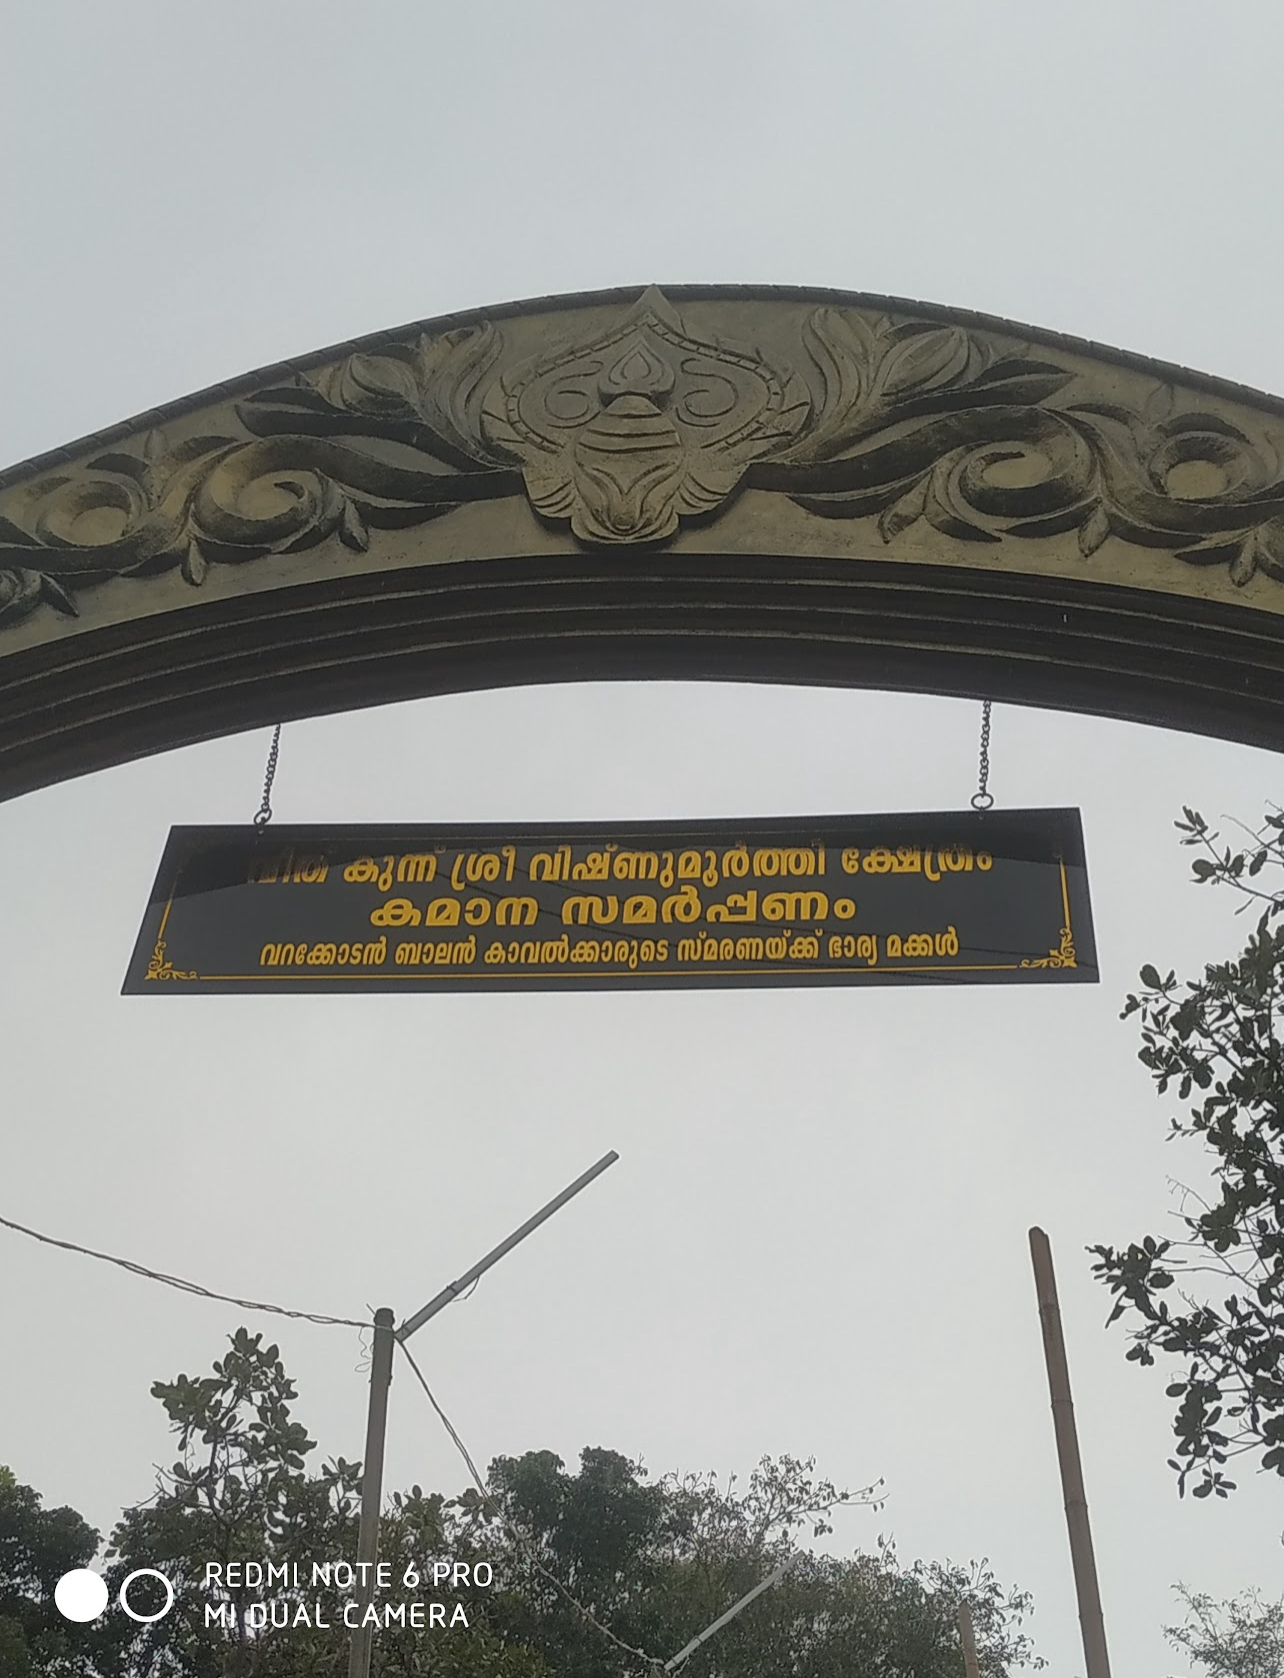 കുന്ന് ശ്രീ വിഷ്ണുമൂർത്തി ക്ഷേത്രം
കമാന സമർപ്പണം
വറക്കോടൻ ബാലൻ കാവൽക്കാരുടെ സ്മരണയ്ക്ക് ഭാര്യ മക്കൾ
REDMI NOTE 6 PRO
MI DUAL CAMERA